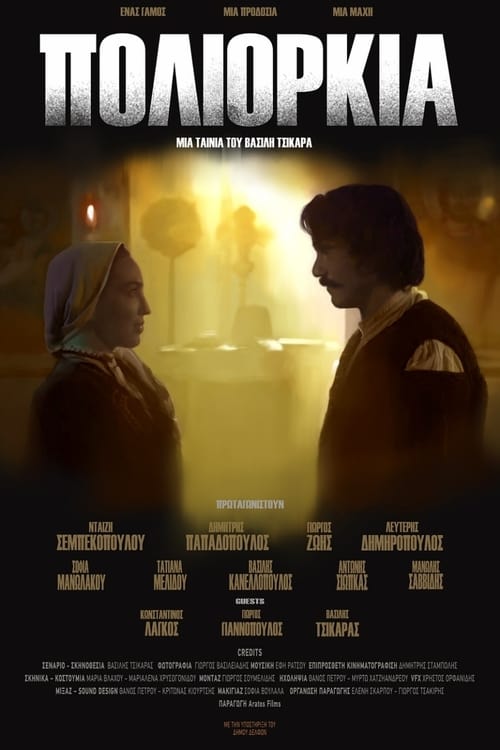 ΕΝΑΣ ΓΑΜΟΣ ΜΙΑ ΠΡΟΔΟΣΙΑ ΜΙΑ ΜΑΧΗ
ΠΟΛΙΟΡΚΙΑ
ΜΙΑ ΤΑΙΝΙΑ ΤΟΥ ΒΑΣΙΛΗ ΤΣΙΚΑΡΑ
ΠΡΩΤΑΓΩΝΙΣΤΟΥΝ
ΝΤΑΙΖΗ ΣΕΜΠΕΚΟΠΟΥΛΟΥ ΔΗΜΗΤΡΗΣ ΠΑΠΑΔΟΠΟΥΛΟΣ ΓΙΩΡΓΟΣ ΖΩΗΣ ΛΕΥΤΕΡΗΣ ΔΗΜΗΡΟΠΟΥΛΟΣ
ΣΟΦΙΑ ΜΑΝΩΛΑΚΟΥ ΤΑΤΙΑΝΑ ΜΕΛΙΔΟΥ ΒΑΣΙΛΗΣ ΚΑΝΕΛΛΟΠΟΥΛΟΣ ΑΝΤΩΝΗΣ ΣΙΩΠΚΑΣ ΜΑΝΩΛΗΣ ΣΑΒΒΙΔΗΣ
GUESTS
ΚΩΝΣΤΑΝΤΙΝΟΣ ΛΑΓΚΟΣ ΓΙΩΡΓΟΣ ΓΙΑΝΝΟΠΟΥΛΟΣ ΒΑΣΙΛΗΣ ΤΣΙΚΑΡΑΣ
CREDITS
ΣΕΝΑΡΙΟ - ΣΚΗΝΟΘΕΣΙΑ ΒΑΣΙΛΗΣ ΤΣΙΚΑΡΑΣ ΦΩΤΟΓΡΑΦΙΑ ΓΙΩΡΓΟΣ ΒΑΣΙΛΕΙΑΔΗΣ ΜΟΥΣΙΚΗ ΕΦΗ ΡΑΤΣΟΥ ΕΠΙΠΡΟΣΘΕΤΗ ΚΙΝΗΜΑΤΟΓΡΑΦΙΣΗ ΔΗΜΗΤΡΗΣ ΣΤΑΜΠΟΛΗΣ
ΣΚΗΝΙΚΑ - ΚΟΣΤΟΥΜΙΑ ΜΑΡΙΑ ΒΛΑΧΟΥ - ΜΑΡΙΑΛΕΝΑ ΧΡΥΣΟΓΟΝΙΔΟΥ ΜΟΝΤΑΖ ΓΙΩΡΓΟΣ ΣΟΥΜΕΛΙΔΗΣ ΗΧΟΛΗΨΙΑ ΘΑΝΟΣ ΠΕΤΡΟΥ - ΜΥΡΤΩ ΧΑΤΖΗΑΝΔΡΕΟΥ VFX ΧΡΗΣΤΟΣ ΟΡΦΑΝΙΔΗΣ
ΜΙΞΑΖ - SOUND DESIGN ΘΑΝΟΣ ΠΕΤΡΟΥ - ΚΡΙΤΩΝΑΣ ΚΙΟΥΡΤΣΗΣ ΜΑΚΙΓΙΑΖ ΣΟΦΙΑ ΒΟΥΛΑΛΑ ΟΡΓΑΝΩΣΗ ΠΑΡΑΓΩΓΗΣ ΕΛΕΝΗ ΣΚΑΡΠΟΥ - ΓΙΩΡΓΟΣ ΤΣΑΚΙΡΗΣ
ΠΑΡΑΓΩΓΗ Aratos Films
ΜΕ ΤΗΝ ΥΠΟΣΤΗΡΙΞΗ
ΤΟΥ ΔΗΜΟΥ ΔΕΛΦΩΝ